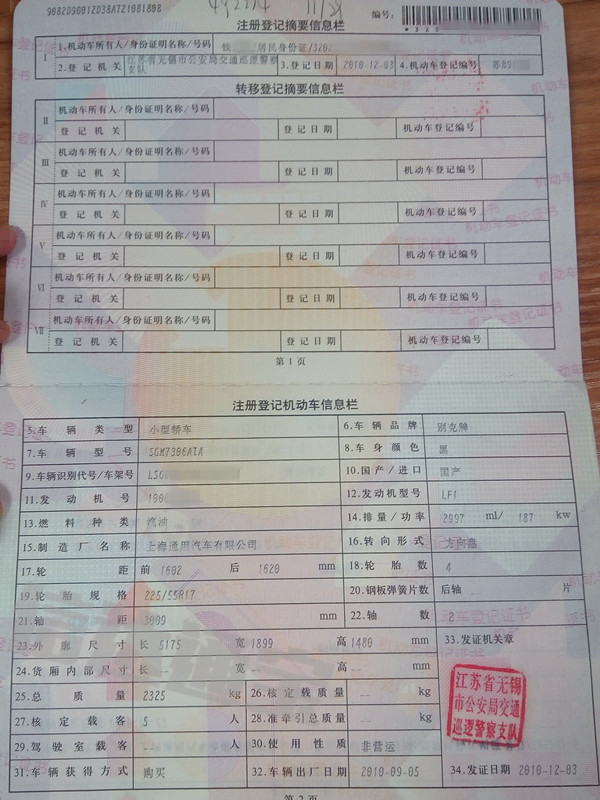 注册登记摘要信息栏
编号:
I 1.机动车所有人/身份证明名称/号码 居民身份证/320
2.登记机关 江苏省无锡市公安局交通巡逻警察支队 3.登记日期 2010-12-03 4.机动车登记编号
转移登记摘要信息栏
II 机动车所有人/身份证明名称/号码
登记机关 登记日期 机动车登记编号
III 机动车所有人/身份证明名称/号码
登记机关 登记日期 机动车登记编号
IV 机动车所有人/身份证明名称/号码
登记机关 登记日期 机动车登记编号
V 机动车所有人/身份证明名称/号码
登记机关 登记日期 机动车登记编号
VI 机动车所有人/身份证明名称/号码
登记机关 登记日期 机动车登记编号
VII 机动车所有人/身份证明名称/号码
登记机关 登记日期 机动车登记编号
第1页
注册登记机动车信息栏
5.车辆类型 小型轿车 6.车辆品牌 别克牌
7.车辆型号 SGM7306ATA 8.车身颜色 黑
9.车辆识别代号/车架号 LSG 10.国产/进口 国产
11.发动机号 12.发动机型号 LF1
13.燃料种类 汽油 14.排量/功率 2997 ml/ 187 kw
15.制造厂名称 上海通用汽车有限公司 16.转向形式 方向盘
17.轮距 前 1602 后 1620 mm 18.轮胎数 4
19.轮胎规格 225/55R17 20.钢板弹簧片数 后轴 -- 片
21.轴距 3009 mm 22.轴数 2
23.外廓尺寸 长 5175 宽 1899 高 1480 mm 33.发证机关章
24.货厢内部尺寸 长 -- 宽 -- 高 -- mm
25.总质量 2325 kg 26.核定载质量 -- kg
27.核定载客 5 人 28.准牵引总质量 -- kg
29.驾驶室载客 -- 人 30.使用性质 非营运
31.车辆获得方式 购买 32.车辆出厂日期 2010-09-05 34.发证日期 2010-12-03
江苏省无锡
市公安局交通
巡逻警察支队
第2页